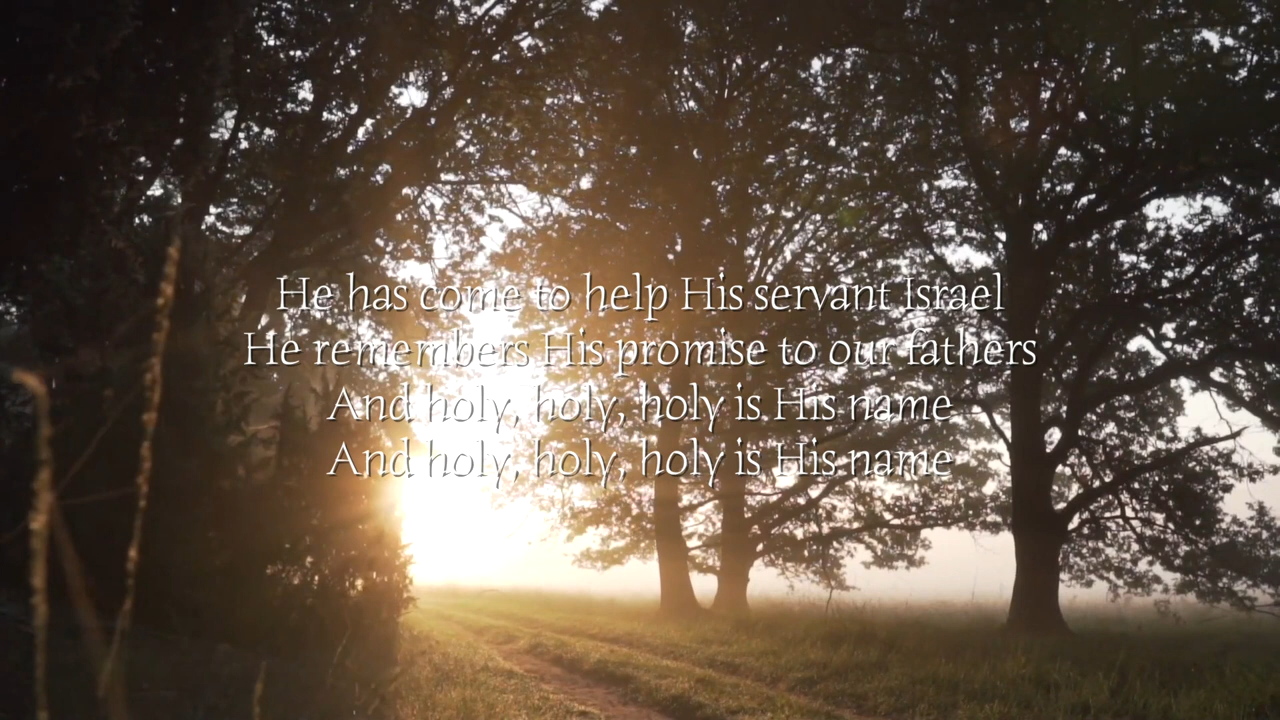 He has come to help His servant Israel
He remembers His promise to our fathers
And holy, holy, holy is His name
And holy, holy, holy is His name